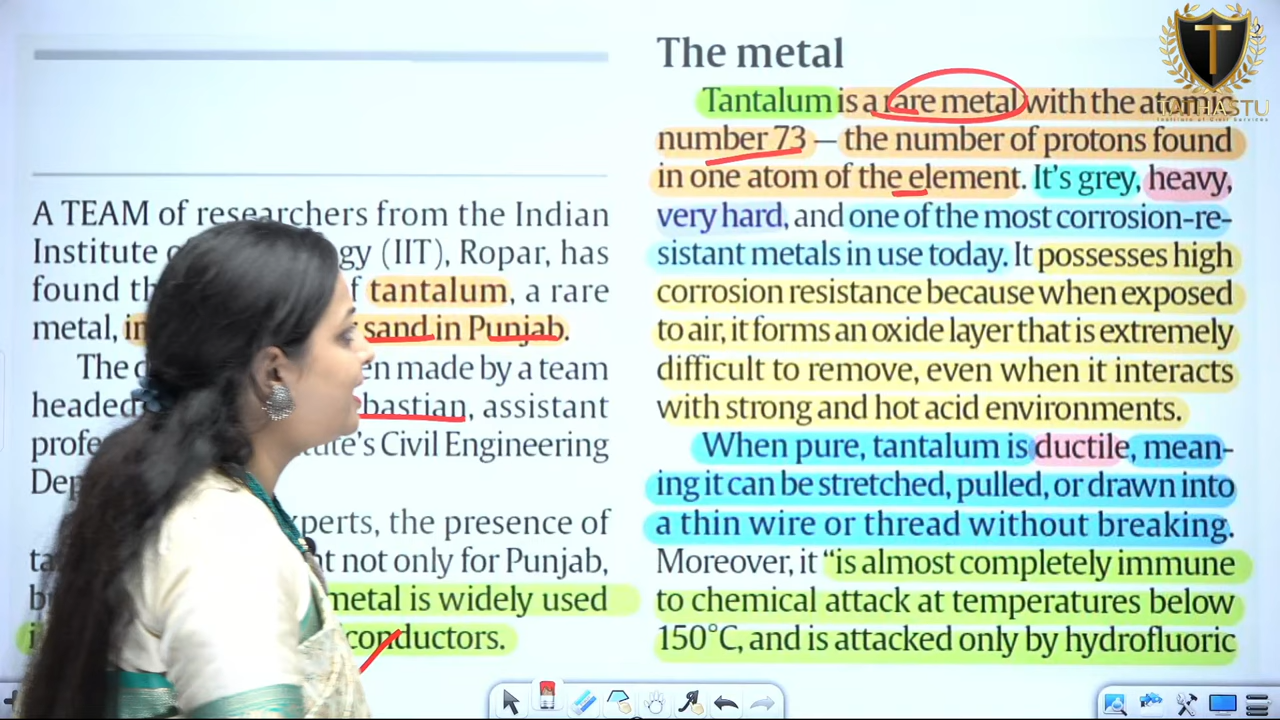 A TEAM of researchers from the Indian
Institute gy (IIT), Ropar, has
found tantalum, a rare
metal, sand in Punjab.
The made by a team
headed bastian, assistant
Civil Engineering
xperts, the presence of
not only for Punjab,
metal is widely used
conductors.
The metal
Tantalum is a rare metal with the atomic
number 73 — the number of protons found
in one atom of the element. It's grey, heavy,
very hard, and one of the most corrosion-re-
sistant metals in use today. It possesses high
corrosion resistance because when exposed
to air, it forms an oxide layer that is extremely
difficult to remove, even when it interacts
with strong and hot acid environments.
When pure, tantalum is ductile, mean-
ing it can be stretched, pulled, or drawn into
a thin wire or thread without breaking.
Moreover, it “is almost completely immune
to chemical attack at temperatures below
150°C, and is attacked only by hydrofluoric
T
TATHASTU
Institute of Civil Services